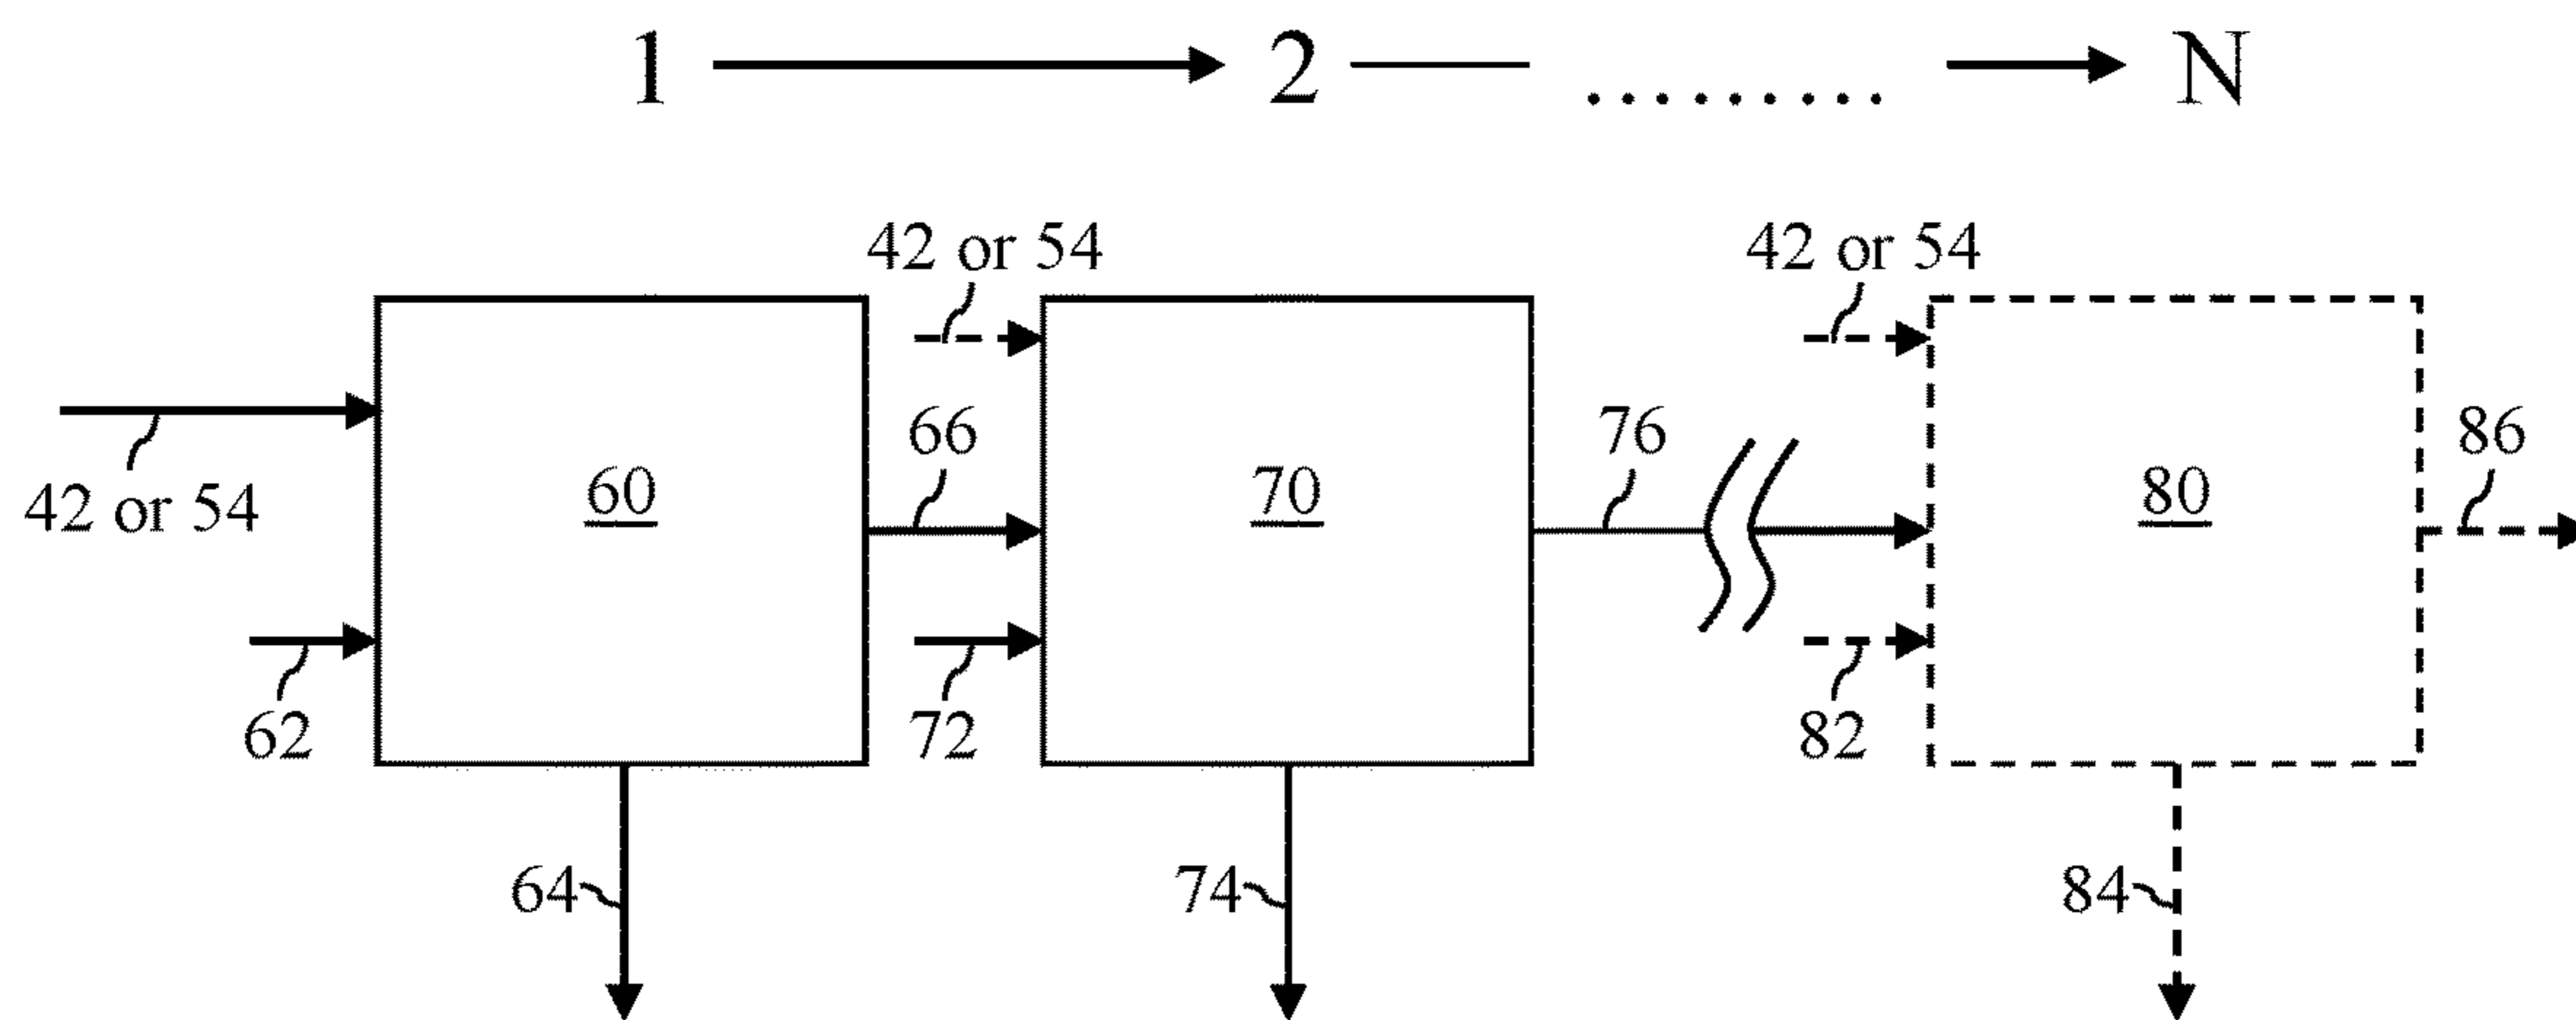 1 2 ......... N
42 or 54 42 or 54
66 76 86
60 70 80
42 or 54
62 72 82
64 74 84